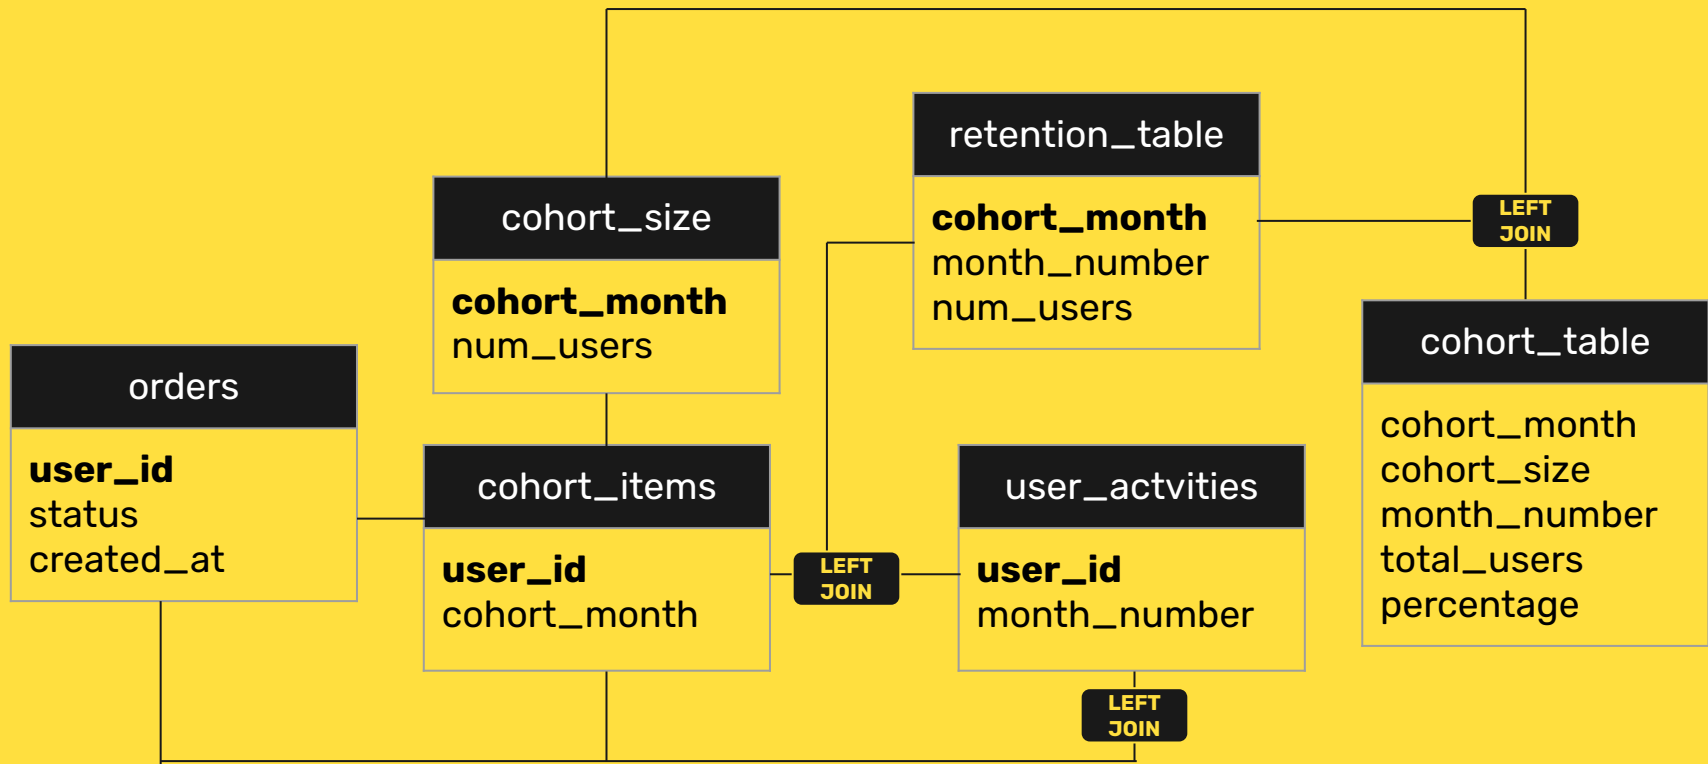 retention_table
cohort_month
month_number
num_users
LEFT
JOIN
cohort_size
cohort_month
num_users
cohort_table
cohort_month
cohort_size
month_number
total_users
percentage
orders
user_id
status
created_at
cohort_items
user_id
cohort_month
LEFT
JOIN
user_actvities
user_id
month_number
LEFT
JOIN